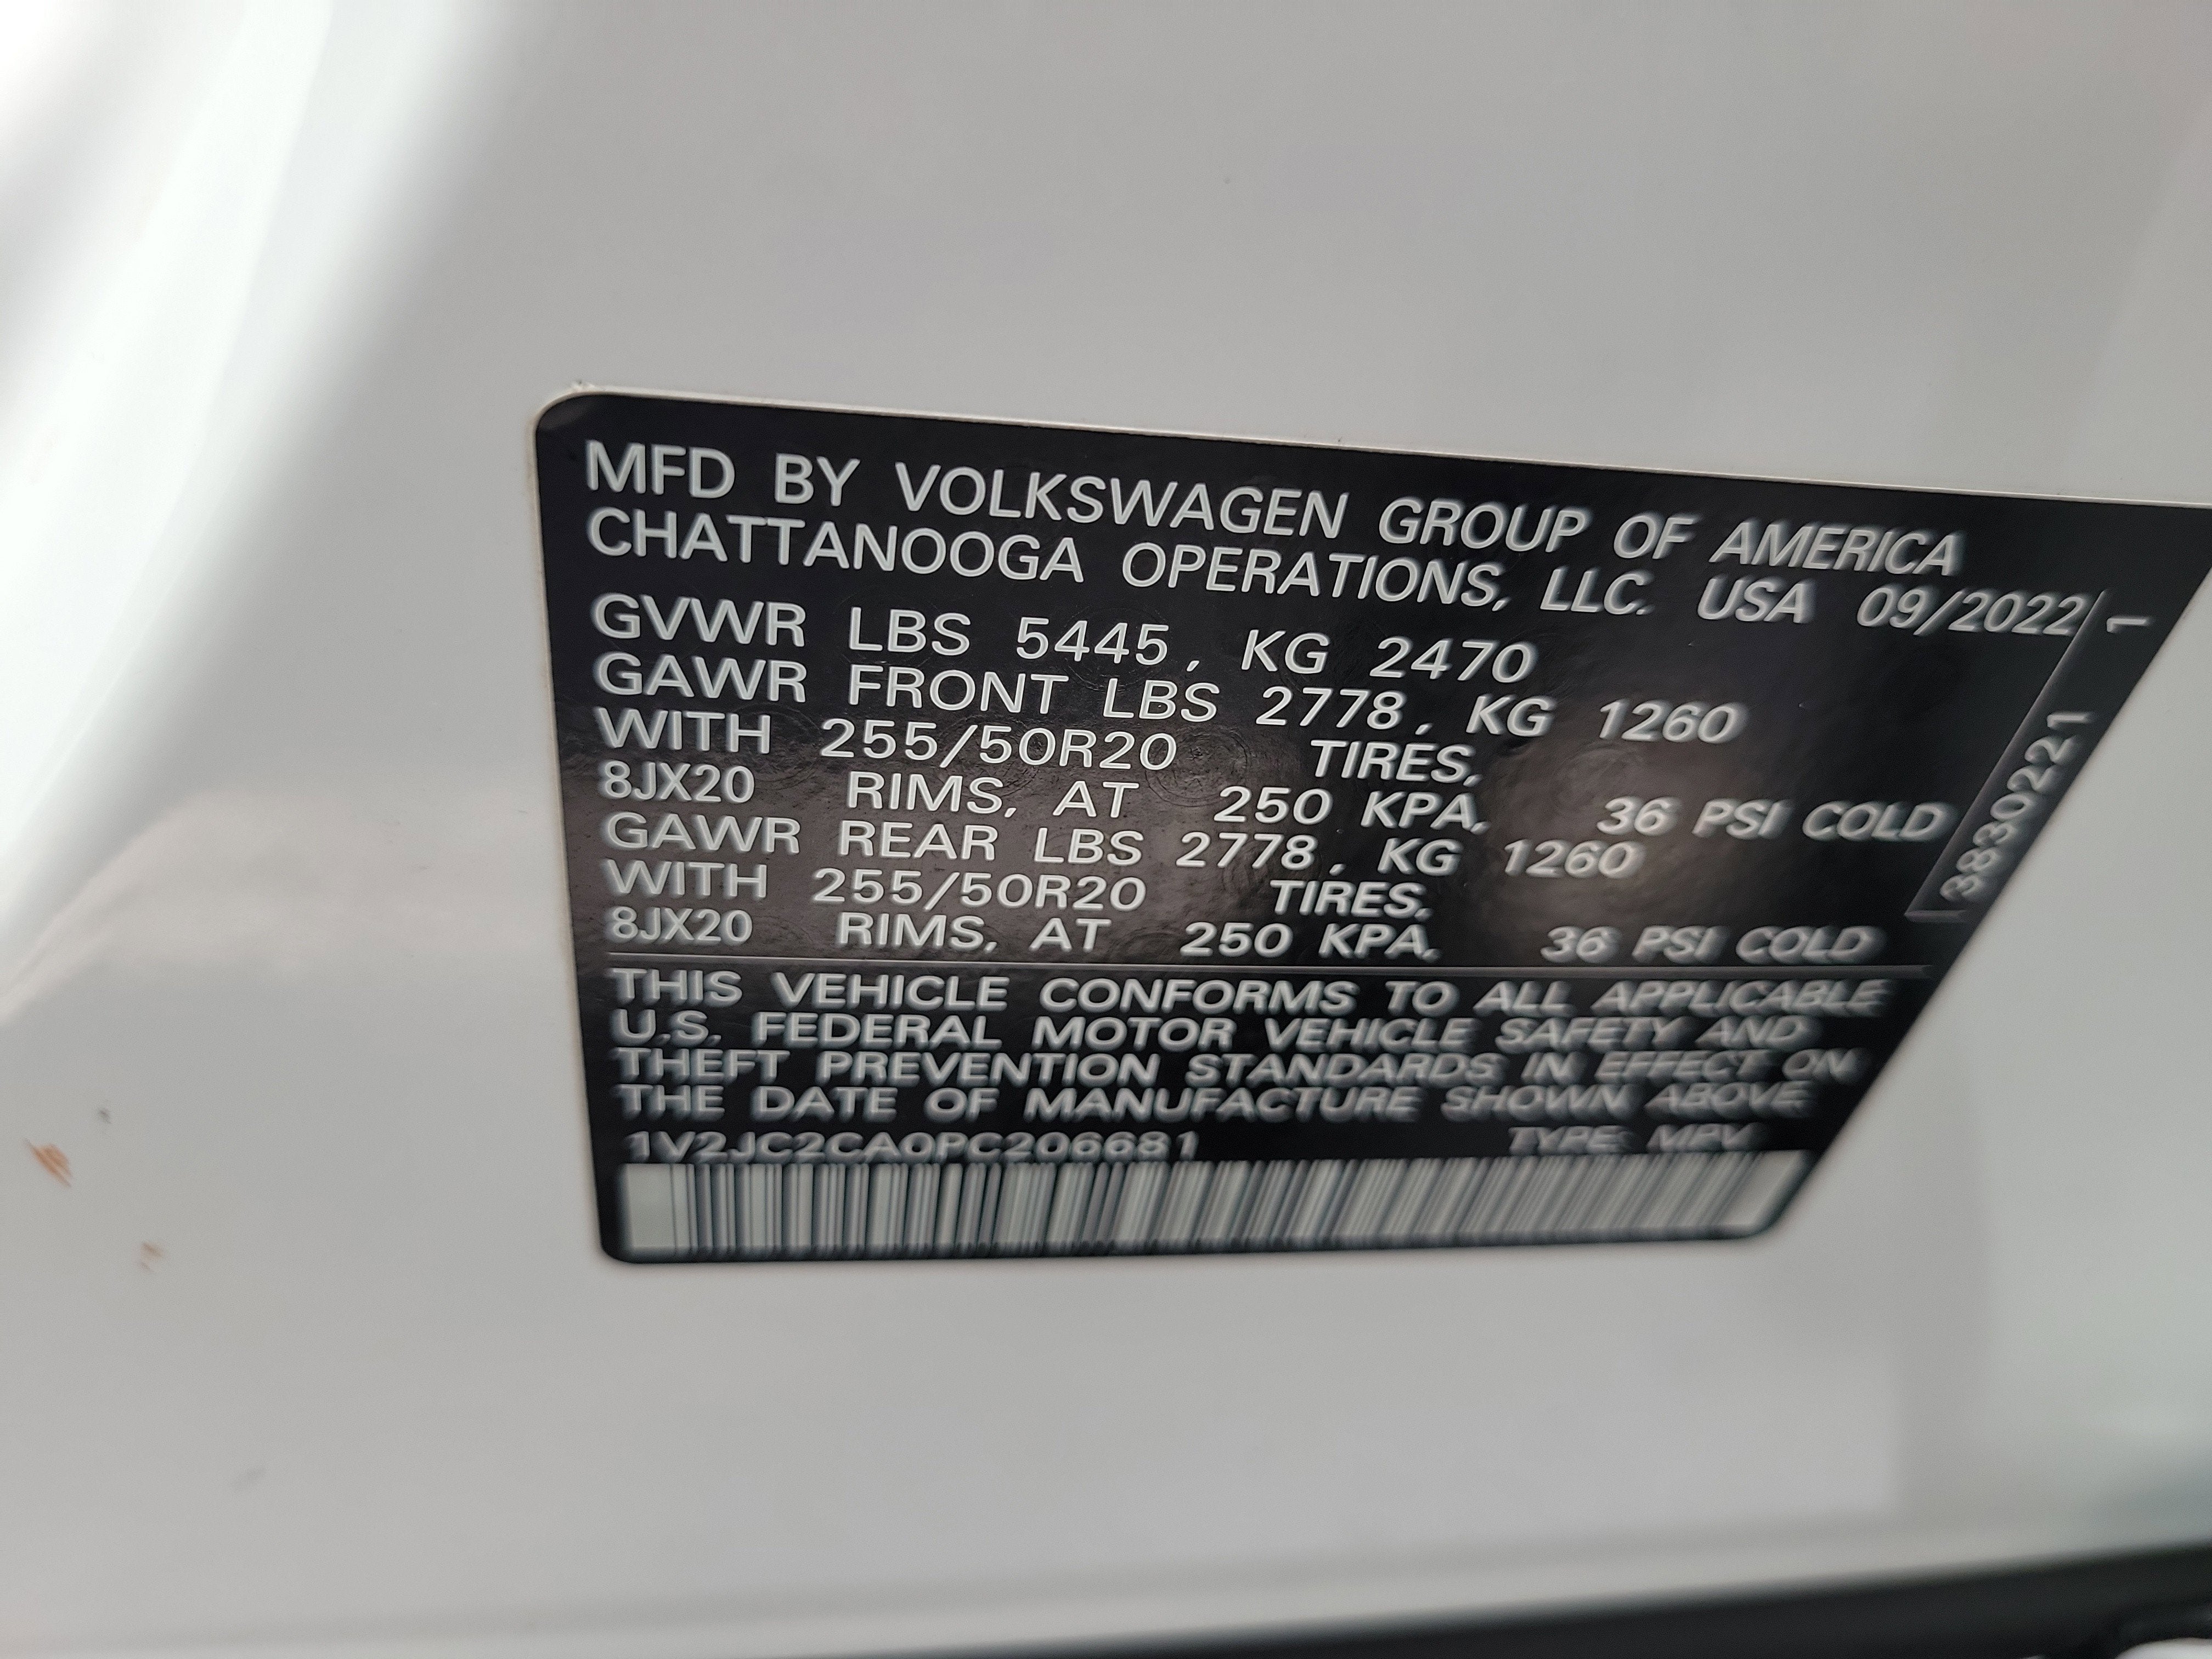 MFD BY VOLKSWAGEN GROUP OF AMERICA
CHATTANOOGA OPERATIONS, LLC. USA 09/2022
GVWR LBS 5445, KG 2470
GAWR FRONT LBS 2778, KG 1260
WITH 255/50R20 TIRES,
8JX20 RIMS, AT 250 KPA, 36 PSI COLD
GAWR REAR LBS 2778, KG 1260
WITH 255/50R20 TIRES,
8JX20 RIMS, AT 250 KPA, 36 PSI COLD
THIS VEHICLE CONFORMS TO ALL APPLICABLE
U.S. FEDERAL MOTOR VEHICLE SAFETY AND
THEFT PREVENTION STANDARDS IN EFFECT ON
THE DATE OF MANUFACTURE SHOWN ABOVE
1V2JC2CA0PC206681 TYPE: MPV
3830221 1